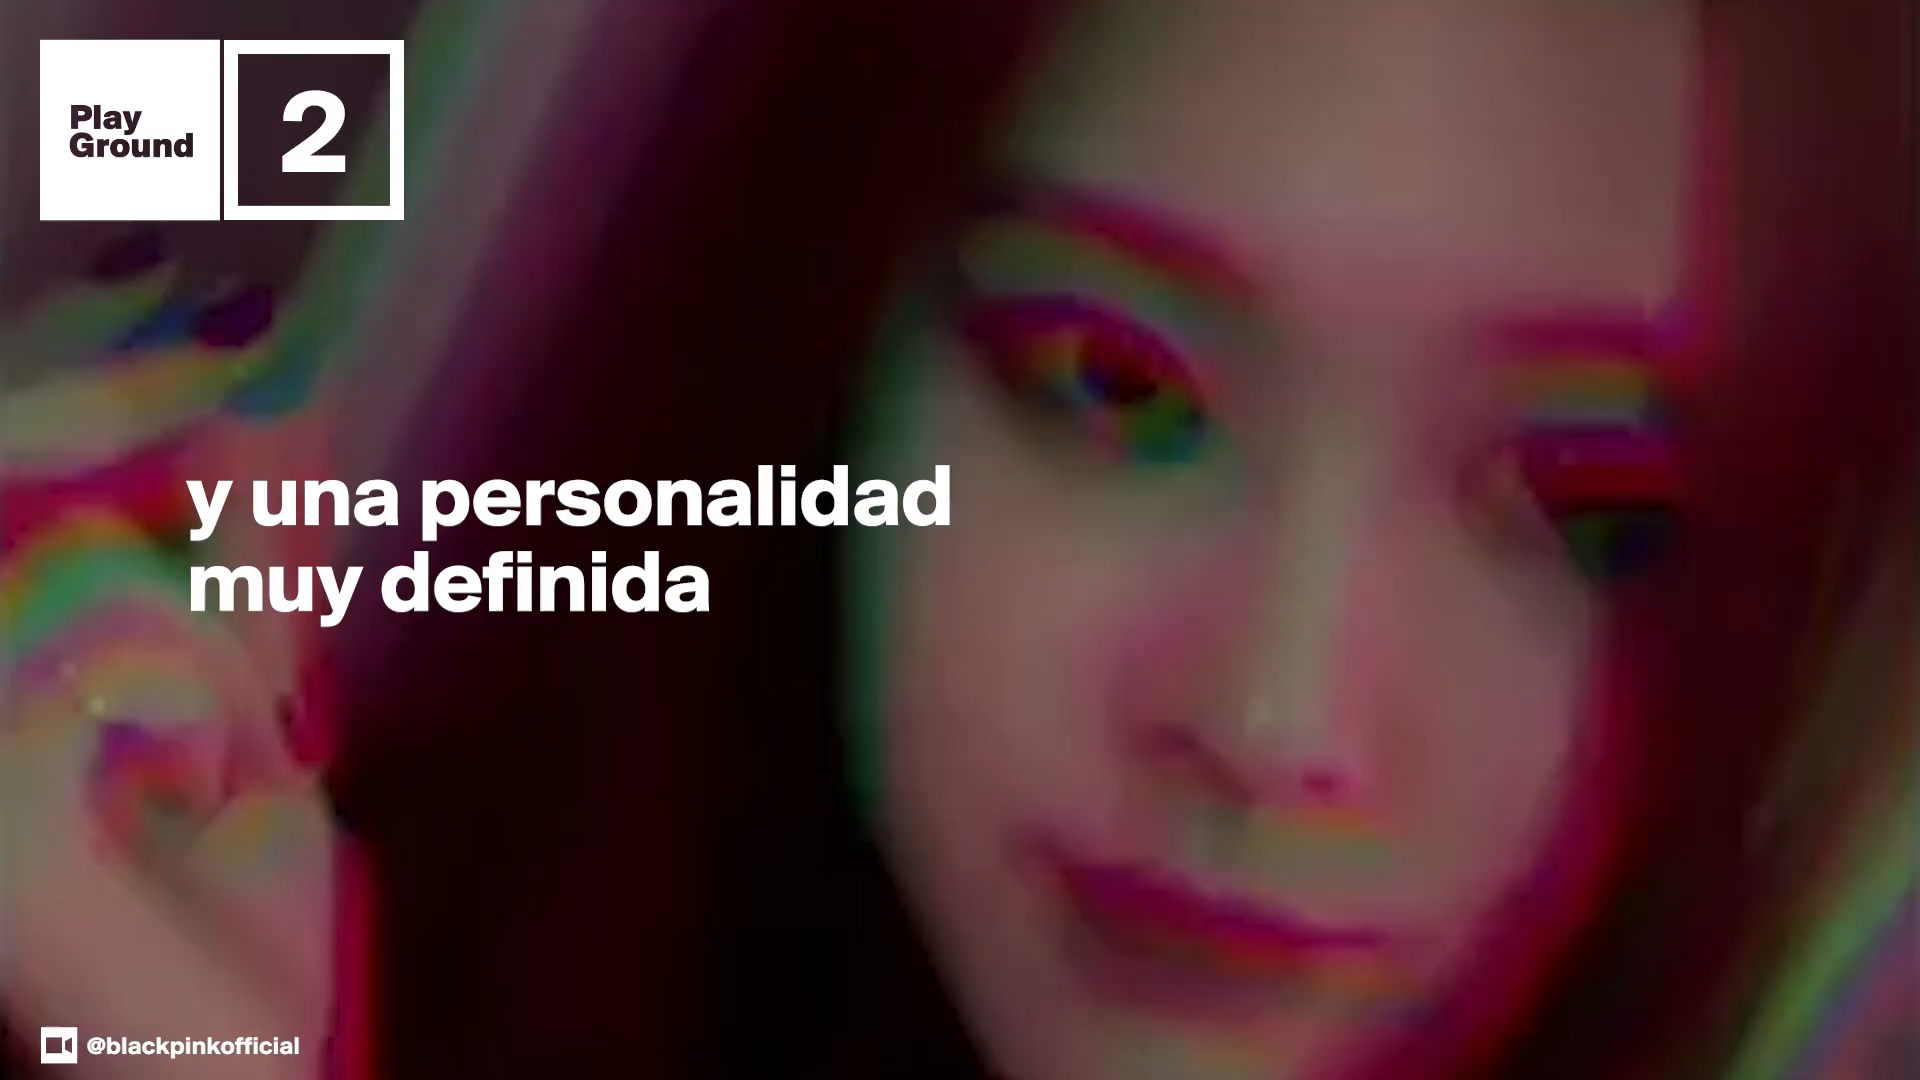 Play
Ground
2
y una personalidad
muy definida
@blackpinkofficial